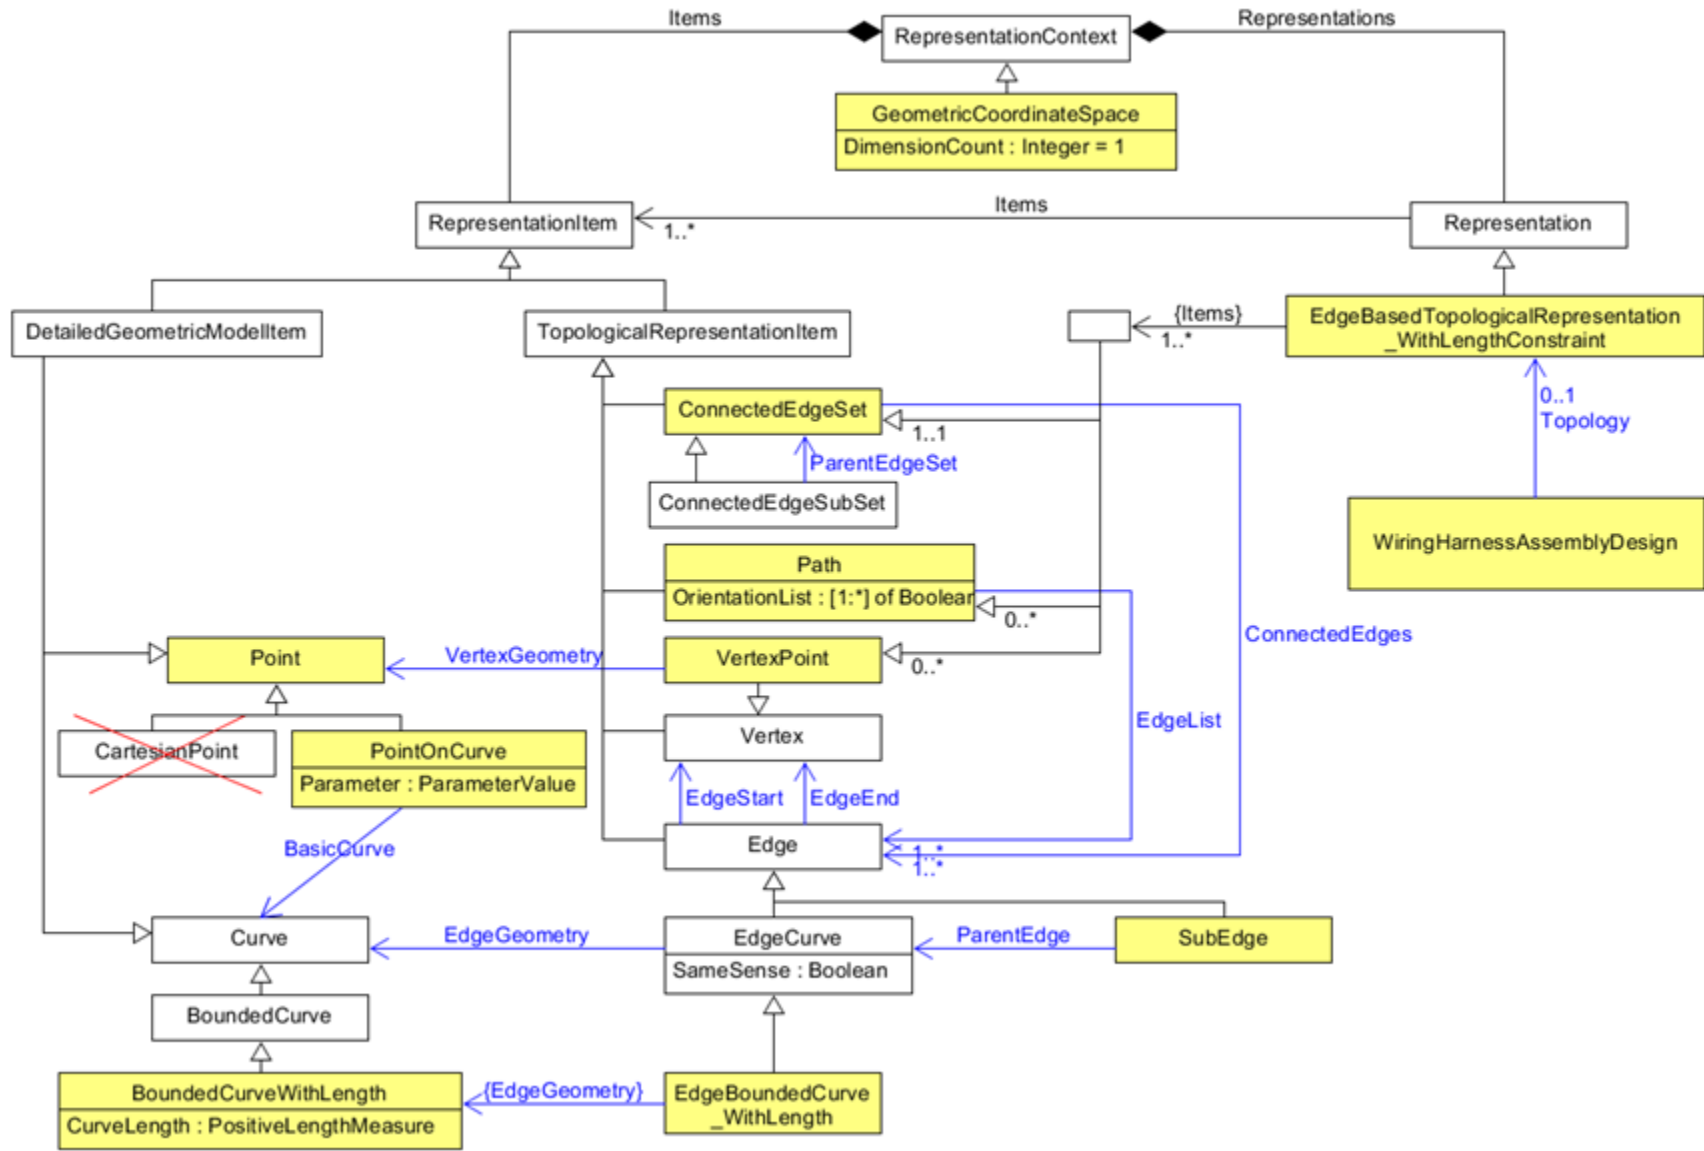 Items
Representations
RepresentationContext
GeometricCoordinateSpace
DimensionCount : Integer = 1
Items
RepresentationItem
1..*
Representation
DetailedGeometricModelItem
TopologicalRepresentationItem
{Items}
1..*
EdgeBasedTopologicalRepresentation
_WithLengthConstraint
ConnectedEdgeSet
1..1
0..1
Topology
ParentEdgeSet
ConnectedEdgeSubSet
WiringHarnessAssemblyDesign
Path
OrientationList : [1:*] of Boolean
0..*
ConnectedEdges
Point
VertexGeometry
VertexPoint
0..*
EdgeList
CartesianPoint
PointOnCurve
Parameter : ParameterValue
Vertex
EdgeStart
EdgeEnd
BasicCurve
Edge
1..*
1..*
Curve
EdgeGeometry
EdgeCurve
SameSense : Boolean
ParentEdge
SubEdge
BoundedCurve
BoundedCurveWithLength
CurveLength : PositiveLengthMeasure
{EdgeGeometry}
EdgeBoundedCurve
_WithLength